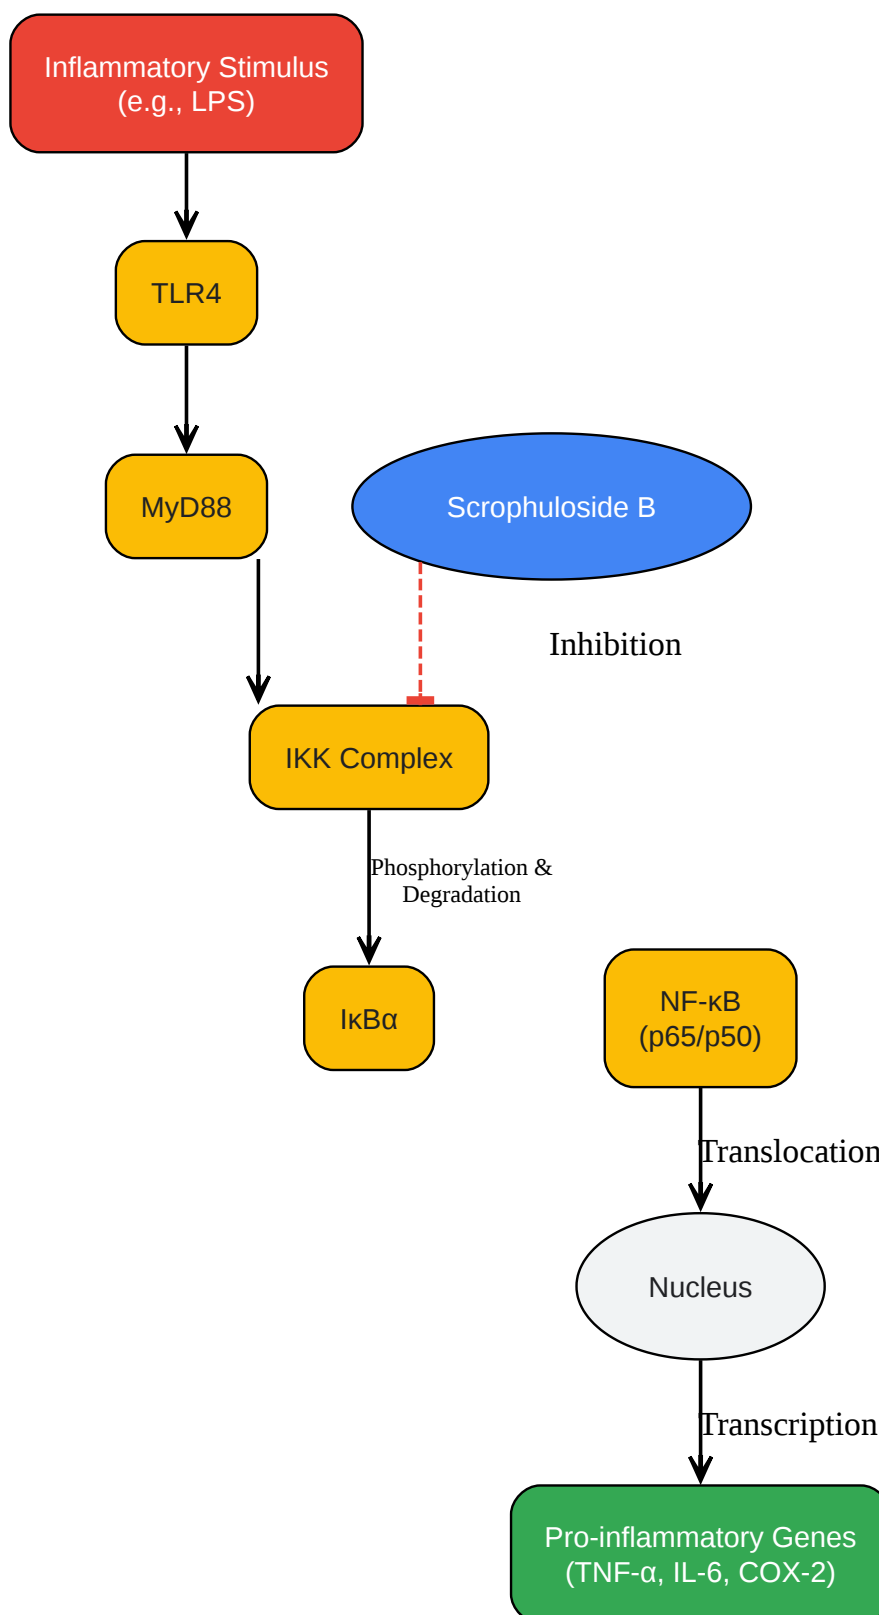 Inflammatory Stimulus
(e.g., LPS)
TLR4
MyD88
Scrophuloside B
Inhibition
IKK Complex
Phosphorylation &
Degradation
IκBα
NF-κB
(p65/p50)
Translocation
Nucleus
Transcription
Pro-inflammatory Genes
(TNF-α, IL-6, COX-2)